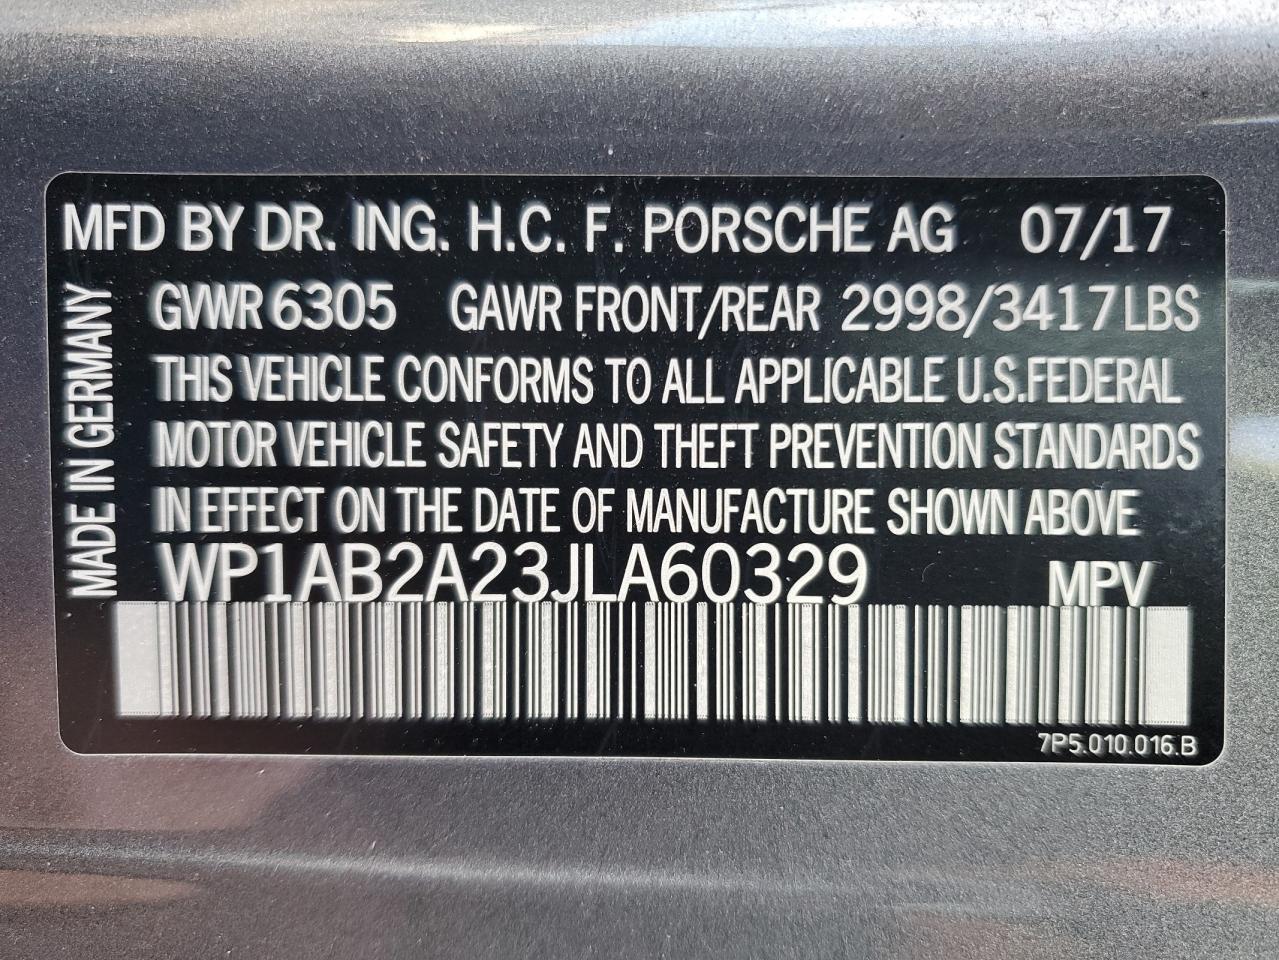 MFD BY DR. ING. H.C. F. PORSCHE AG 07/17
GVWR 6305 GAWR FRONT/REAR 2998/3417 LBS
THIS VEHICLE CONFORMS TO ALL APPLICABLE U.S.FEDERAL
MOTOR VEHICLE SAFETY AND THEFT PREVENTION STANDARDS
IN EFFECT ON THE DATE OF MANUFACTURE SHOWN ABOVE
WP1AB2A23JLA60329 MPV
7P5.010.016.B
MADE IN GERMANY